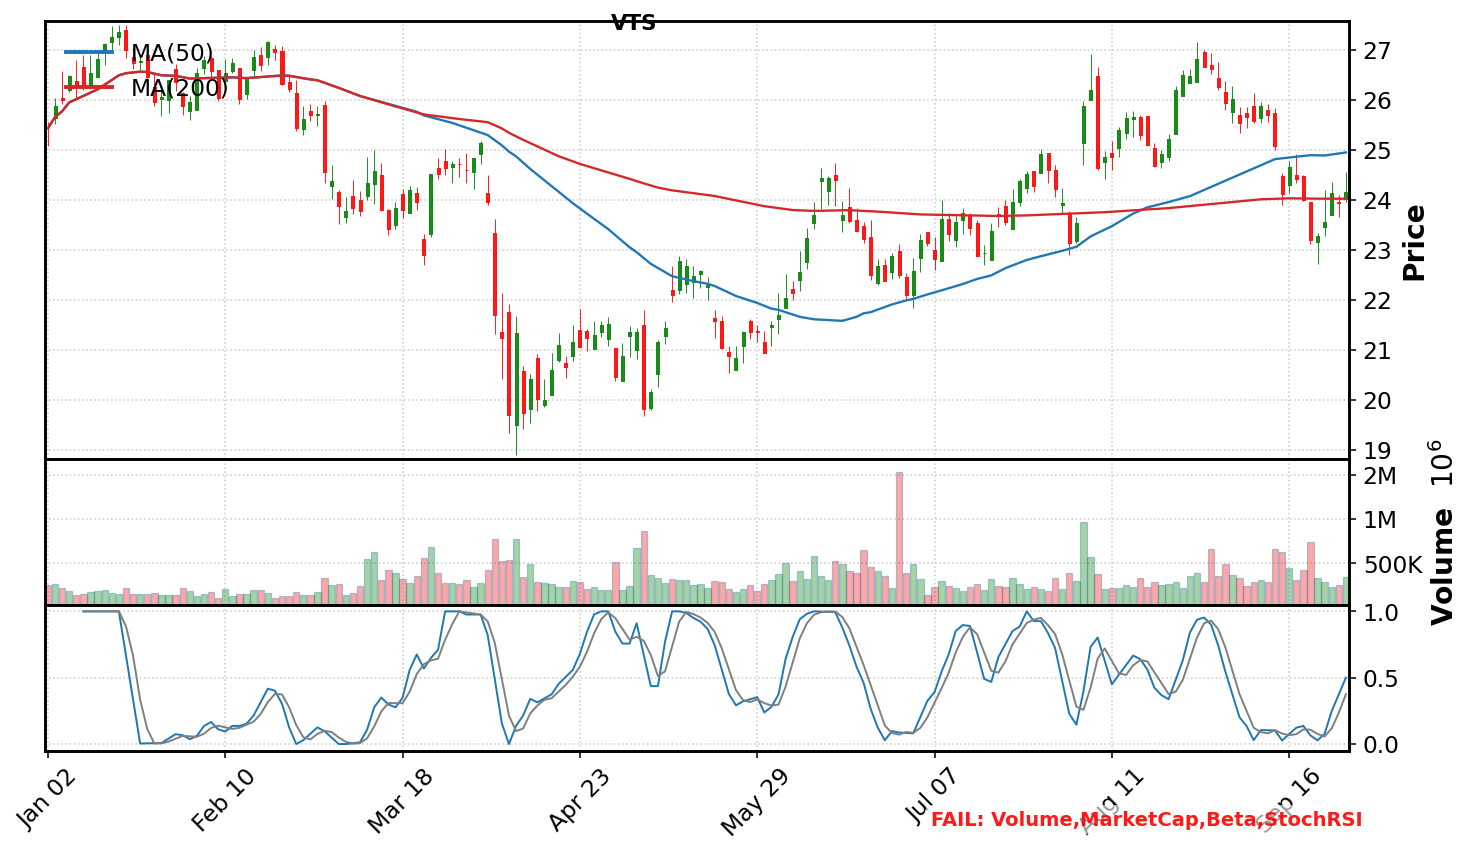 VTS
MA(50)
MA(200)
27
26
25
24
23
22
21
20
19
Price
2M
1M
500K
Volume 10^6
1.0
0.5
0.0
Jan 02
Feb 10
Mar 18
Apr 23
May 29
Jul 07
Aug 11
Sep 16
FAIL: Volume,MarketCap,Beta,StochRSI